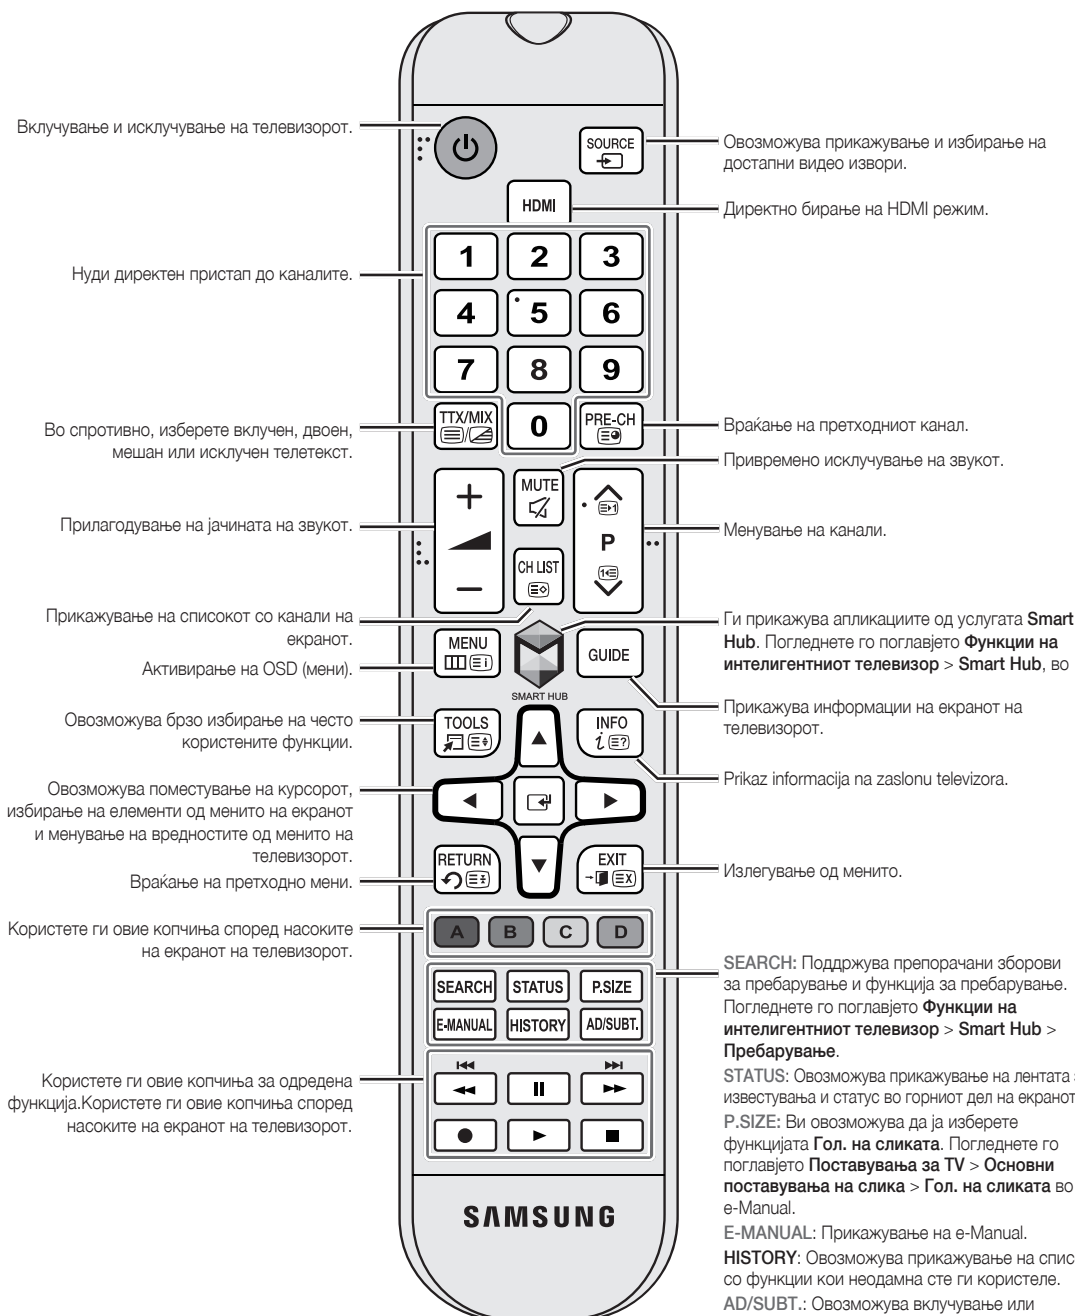 Вклучување и исклучување на телевизорот.
SOURCE
Овозможува прикажување и избирање на
достапни видео извори.
HDMI
Директно бирање на HDMI режим.
Нуди директен пристап до каналите.
1 2 3
4 5 6
7 8 9
TTX/MIX 0 PRE-CH
Во спротивно, изберете вклучен, двоен,
мешан или исклучен телетекст.
Враќање на претходниот канал.
MUTE
Привремено исклучување на звукот.
Прилагодување на јачината на звукот.
+
−
P
Менување на канали.
CH LIST
Прикажување на списокот со канали на
екранот.
Ги прикажува апликациите од услугата Smart
Hub. Погледнете го поглавјето Функции на
интелигентниот телевизор > Smart Hub, во
MENU
SMART HUB
GUIDE
Активирање на OSD (мени).
Прикажува информации на екранот на
телевизорот.
TOOLS
INFO
Овозможува брзо избирање на често
користените функции.
Prikaz informacija na zaslonu televizora.
Овозможува поместување на курсорот,
избирање на елементи од менито на екранот
и менување на вредностите од менито на
телевизорот.
RETURN
EXIT
Враќање на претходно мени.
Излегување од менито.
A B C D
Користете ги овие копчиња според насоките
на екранот на телевизорот.
SEARCH STATUS P.SIZE
E-MANUAL HISTORY AD/SUBT.
SEARCH: Поддржува препорачани зборови
за пребарување и функција за пребарување.
Погледнете го поглавјето Функции на
интелигентниот телевизор > Smart Hub >
Пребарување.
STATUS: Овозможува прикажување на лентата
известувања и статус во горниот дел на екранот
P.SIZE: Ви овозможува да ја изберете
функцијата Гол. на сликата. Погледнете го
поглавјето Поставувања за TV > Основни
поставувања на слика > Гол. на сликата во
e-Manual.
E-MANUAL: Прикажување на e-Manual.
HISTORY: Овозможува прикажување на спис
со функции кои неодамна сте ги користеле.
AD/SUBT.: Овозможува вклучување или
Користете ги овие копчиња за одредена
функција.Користете ги овие копчиња според
насоките на екранот на телевизорот.
SAMSUNG